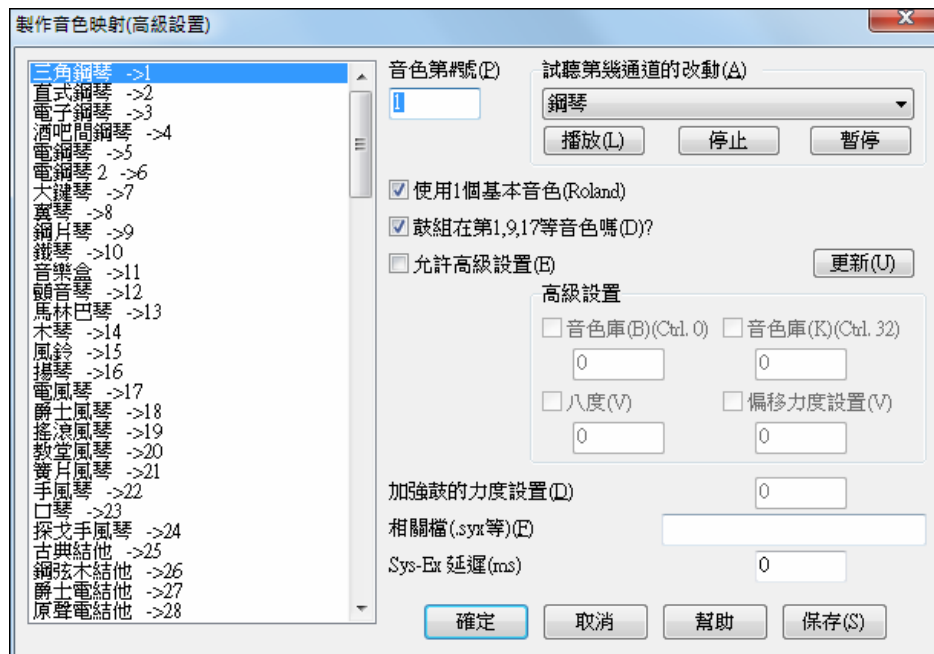 製作音色映射(高級設置)
三角鋼琴 ->1
直式鋼琴 ->2
電子鋼琴 ->3
酒吧間鋼琴 ->4
電鋼琴 ->5
電鋼琴 2 ->6
大鍵琴 ->7
翼琴 ->8
鋼片琴 ->9
鐵琴 ->10
音樂盒 ->11
顫音琴 ->12
馬林巴琴 ->13
木琴 ->14
風鈴 ->15
揚琴 ->16
電風琴 ->17
爵士風琴 ->18
搖滾風琴 ->19
教堂風琴 ->20
簧片風琴 ->21
手風琴 ->22
口琴 ->23
探戈手風琴 ->24
古典結他 ->25
鋼弦木結他 ->26
爵士電結他 ->27
原聲電結他 ->28
音色第#號(P)
1
試聽第幾通道的改動(A)
鋼琴
播放(L) 停止 暫停
使用1個基本音色(Roland)
鼓組在第1,9,17等音色嗎(D)?
允許高級設置(E)
更新(U)
高級設置
音色庫(B)(Ctrl. 0) 音色庫(K)(Ctrl. 32)
0 0
八度(V) 偏移力度設置(V)
0 0
加強鼓的力度設置(D) 0
相關檔(.syx等)(F)
Sys-Ex 延遲(ms) 0
確定 取消 幫助 保存(S)